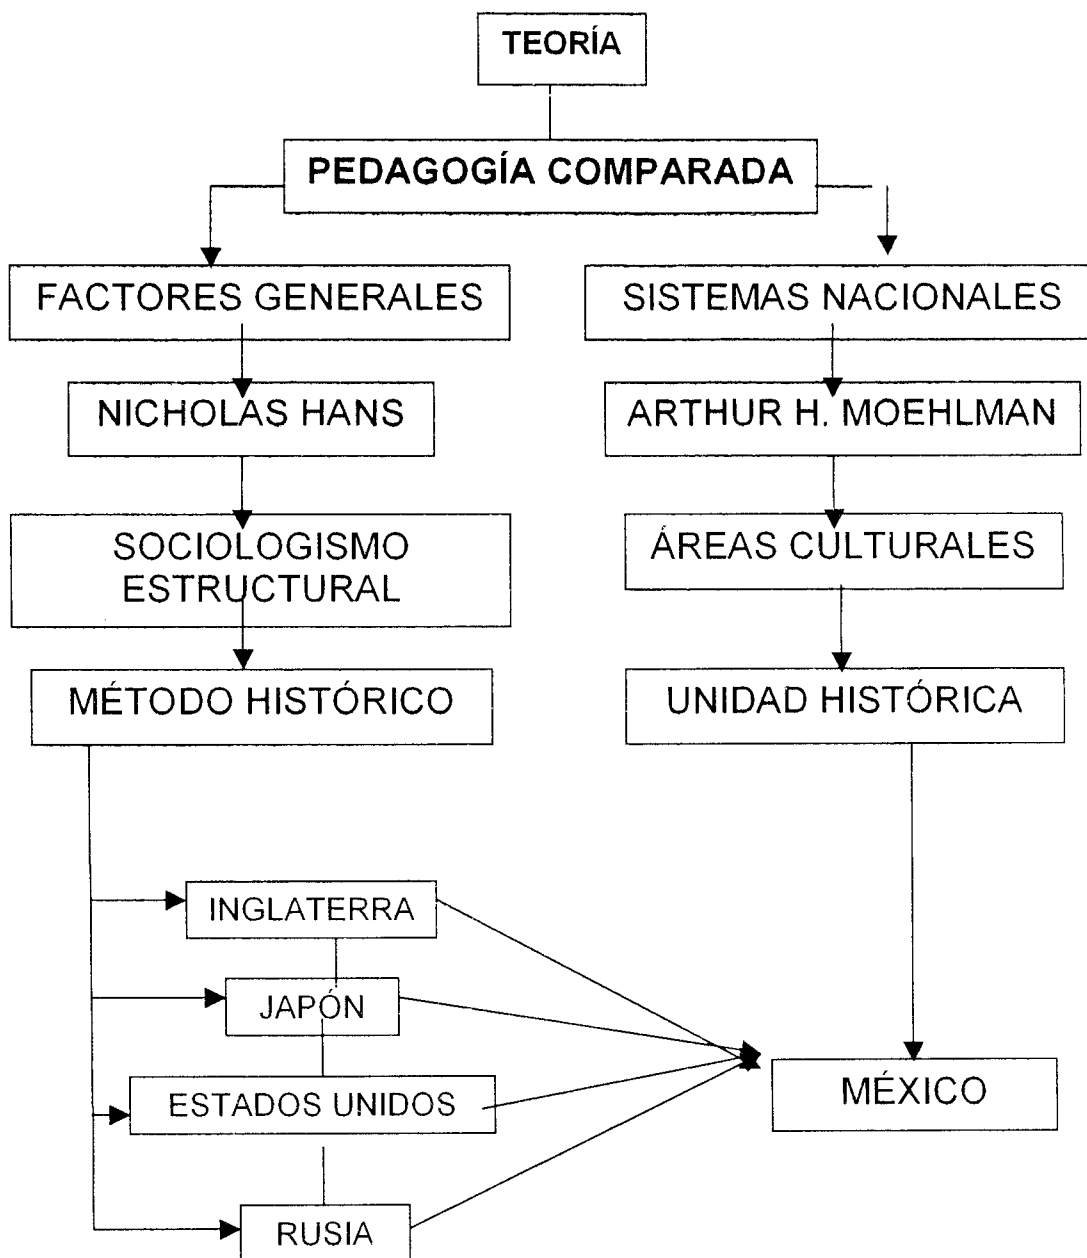 TEORÍA
PEDAGOGÍA COMPARADA
FACTORES GENERALES
SISTEMAS NACIONALES
NICHOLAS HANS
ARTHUR H. MOEHLMAN
SOCIOLOGISMO
ESTRUCTURAL
ÁREAS CULTURALES
MÉTODO HISTÓRICO
UNIDAD HISTÓRICA
INGLATERRA
JAPÓN
ESTADOS UNIDOS
MÉXICO
RUSIA